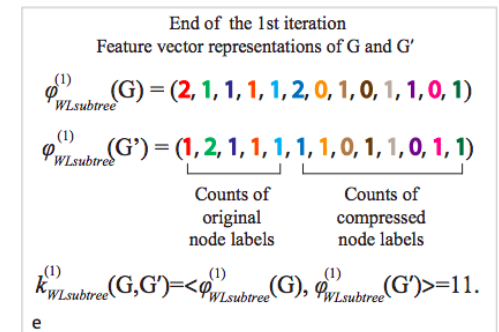 End of the 1st iteration
Feature vector representations of G and G'
φ(1)WLsubtree(G) = (2, 1, 1, 1, 1, 2, 0, 1, 0, 1, 1, 0, 1)
φ(1)WLsubtree(G’) = (1, 2, 1, 1, 1, 1, 1, 0, 1, 1, 0, 1, 1)
Counts of Counts of
original compressed
node labels node labels
k(1)WLsubtree(G,G')=<φ(1)WLsubtree(G), φ(1)WLsubtree(G')>=11.
e